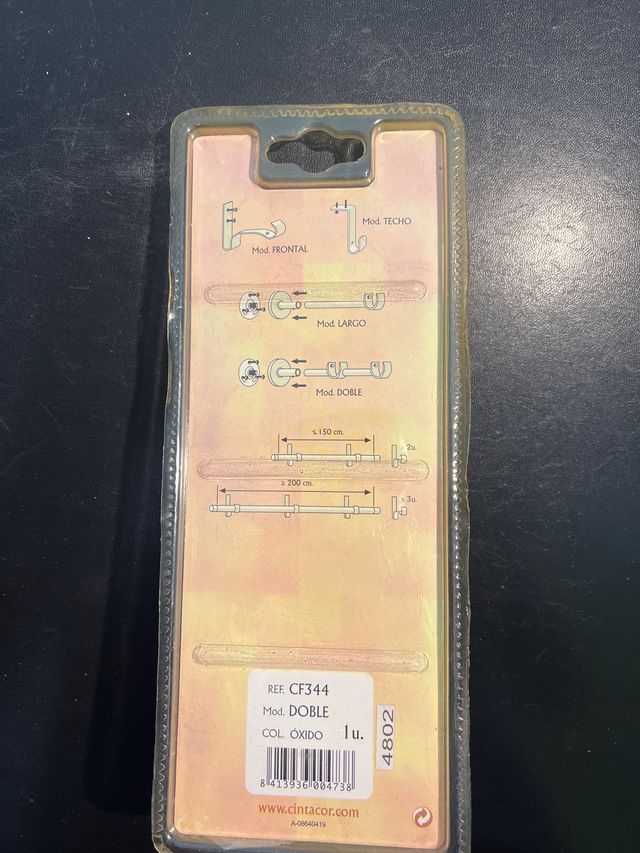 Mod. TECHO
Mod. FRONTAL
Mod. LARGO
Mod. DOBLE
≤ 150 cm.
x 2u.
≥ 200 cm.
x 3u.
REF. CF344
Mod. DOBLE
COL. ÓXIDO 1u.
8 413936 004738
4802
www.cintacor.com
A-08640419